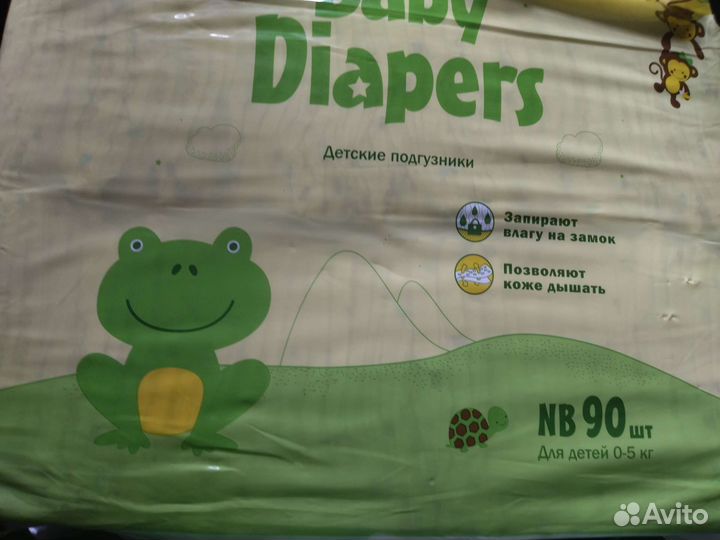 Baby
Diapers
Детские подгузники
Запирают
влагу на замок
Позволяют
коже дышать
NB 90 шт
Для детей 0-5 кг
Avito